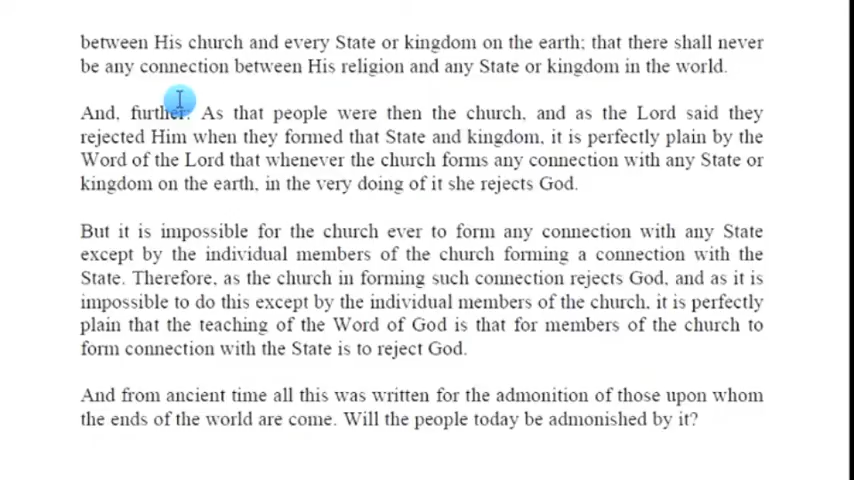 between His church and every State or kingdom on the earth; that there shall never
be any connection between His religion and any State or kingdom in the world.
And, further: As that people were then the church, and as the Lord said they
rejected Him when they formed that State and kingdom, it is perfectly plain by the
Word of the Lord that whenever the church forms any connection with any State or
kingdom on the earth, in the very doing of it she rejects God.
But it is impossible for the church ever to form any connection with any State
except by the individual members of the church forming a connection with the
State. Therefore, as the church in forming such connection rejects God, and as it is
impossible to do this except by the individual members of the church, it is perfectly
plain that the teaching of the Word of God is that for members of the church to
form connection with the State is to reject God.
And from ancient time all this was written for the admonition of those upon whom
the ends of the world are come. Will the people today be admonished by it?